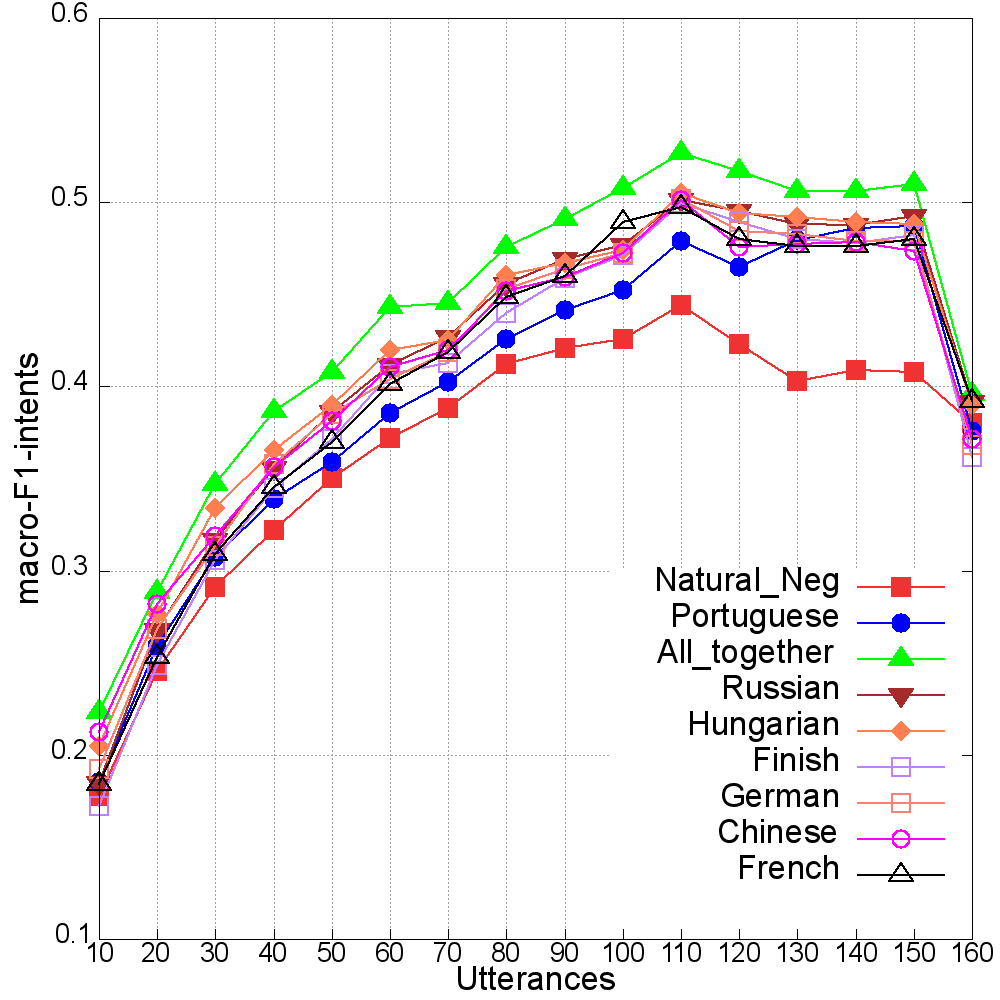 0.6
0.5
0.4
0.3
0.2
0.1
macro-F1-intents
Natural_Neg
Portuguese
All_together
Russian
Hungarian
Finish
German
Chinese
French
10 20 30 40 50 60 70 80 90 100 110 120 130 140 150 160
Utterances